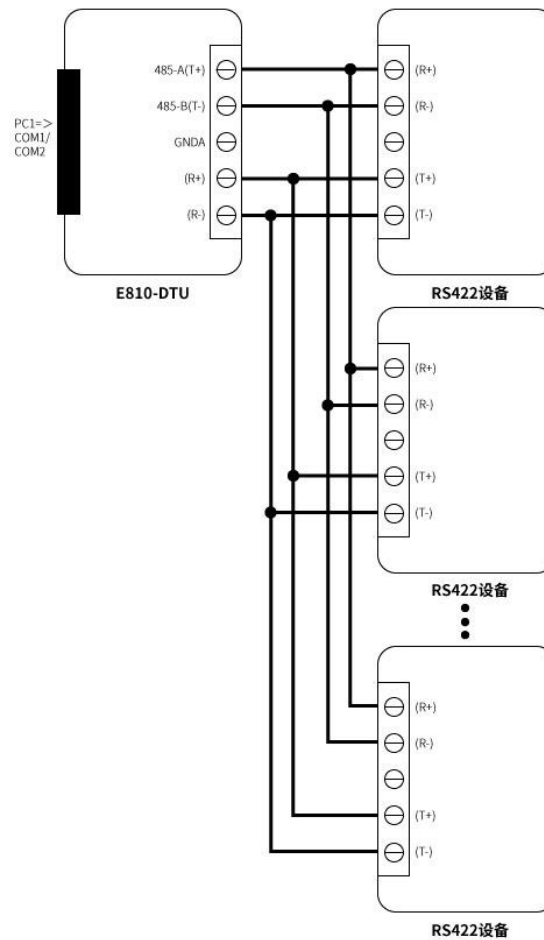 485-A(T+)
485-B(T-)
GNDA
(R+)
(R-)
PC1=>
COM1/
COM2
E810-DTU
(R+)
(R-)
(T+)
(T-)
RS422设备
(R+)
(R-)
(T+)
(T-)
RS422设备
(R+)
(R-)
(T+)
(T-)
RS422设备